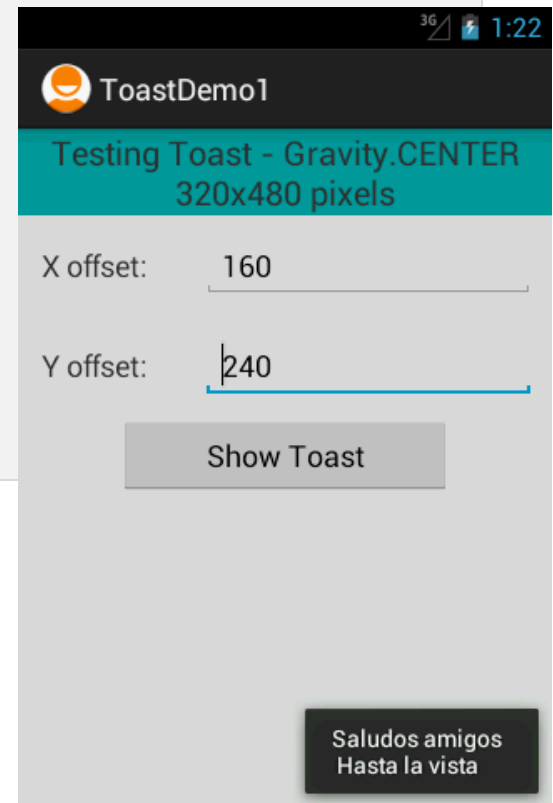 3G 1:22
ToastDemo1
Testing Toast - Gravity.CENTER
320x480 pixels
X offset: 160
Y offset: 240
Show Toast
Saludos amigos
Hasta la vista